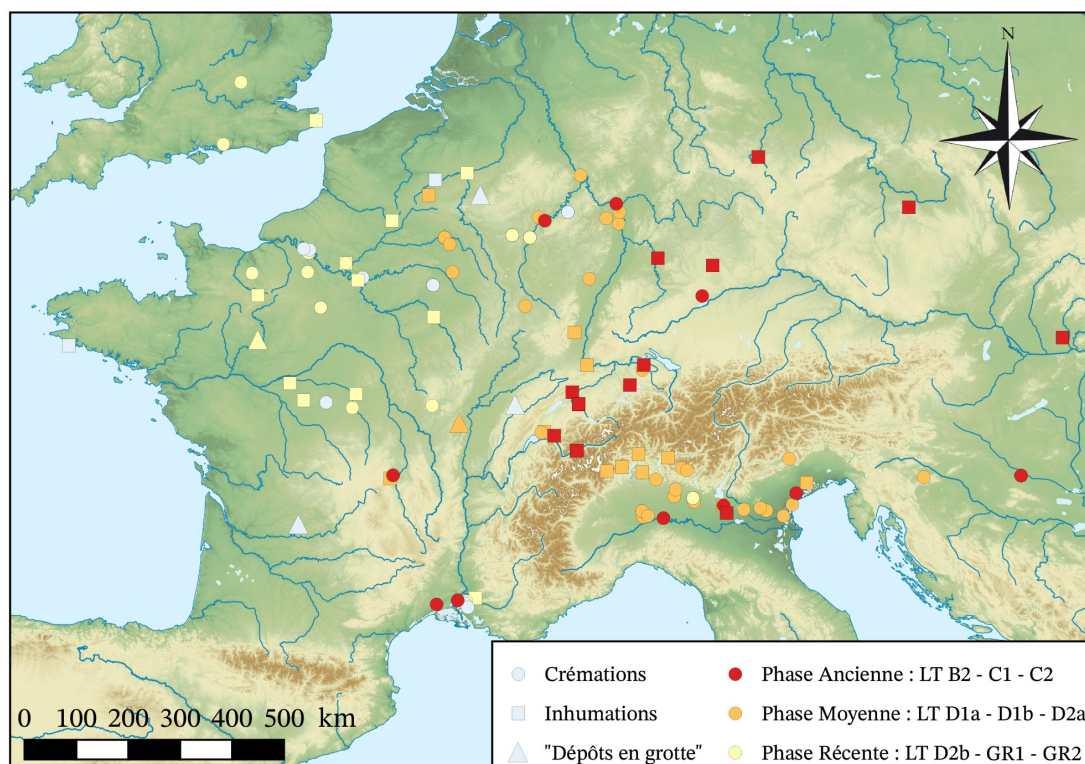 N
Crémations
Phase Ancienne : LT B2 - C1 - C2
Inhumations
Phase Moyenne : LT D1a - D1b - D2a
"Dépôts en grotte"
Phase Récente : LT D2b - GR1 - GR2
0 100 200 300 400 500 km